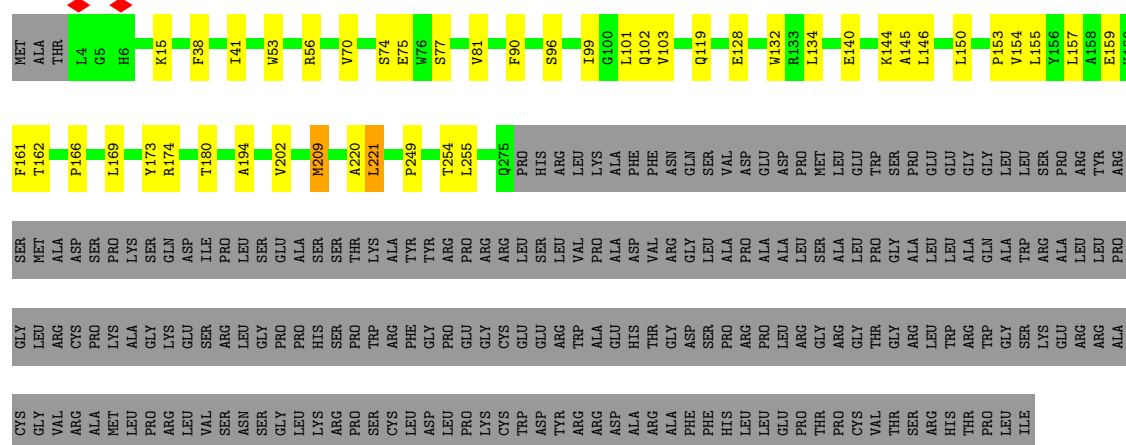 MET ALA THR L4 G5 H6 K15 F38 I41 W53 R56 V70 S74 E75 W76 S77 V81 F90 S96 I99 G100 L101 Q102 V103 Q119 E128 W132 R133 L134 E140 K144 A145 L146 L150 P153 V154 L155 Y156 L157 A158 E159
F161 T162 P166 L169 Y173 R174 T180 A194 V202 M209 A220 L221 P249 T254 L255 Q275 PRO HIS ARG LEU LYS ALA PHE PHE ASN GLN SER VAL ASP GLU ASP PRO MET LEU GLU TRP SER PRO GLU GLU GLY GLY LEU LEU SER PRO ARG TYR ARG
SER MET ALA ASP SER PRO LYS SER GLN ASP ILE PRO LEU SER GLU ALA SER SER THR LYS ALA TYR TYR ARG PRO ARG ARG LEU SER LEU VAL PRO ALA ASP VAL ARG GLY LEU ALA PRO ALA ALA LEU SER ALA LEU PRO GLY ALA LEU LEU ALA GLN ALA TRP ARG ALA LEU LEU PRO
GLY LEU ARG CYS PRO LYS ALA GLY LYS GLU SER ARG LEU GLY PRO PRO HIS SER PRO TRP ARG PHE GLY PRO GLU GLY CYS GLU GLU ARG TRP ALA GLU HIS THR GLY ASP SER PRO ARG PRO LEU ARG GLY ARG GLY THR GLY ARG LEU TRP ARG TRP GLY SER LYS GLU ARG ARG ALA
CYS GLY VAL ARG ALA MET LEU PRO ARG LEU VAL SER ASN SER GLY LEU LYS ARG PRO SER CYS LEU ASP LEU PRO LYS CYS TRP ASP TYR ARG ARG ASP ALA ARG ALA PHE PHE HIS LEU LEU GLU PRO THR PRO CYS VAL THR SER ARG HIS THR PRO LEU ILE